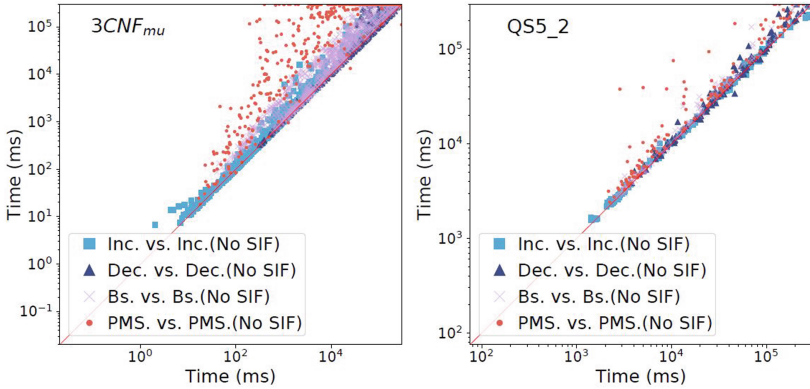 3CNF_mu
Time (ms)
10^5
10^4
10^3
10^2
10^1
10^0
10^−1
Inc. vs. Inc.(No SIF)
Dec. vs. Dec.(No SIF)
Bs. vs. Bs.(No SIF)
PMS. vs. PMS.(No SIF)
10^0 10^2 10^4
Time (ms)
QS5_2
Time (ms)
10^5
10^4
10^3
10^2
Inc. vs. Inc.(No SIF)
Dec. vs. Dec.(No SIF)
Bs. vs. Bs.(No SIF)
PMS. vs. PMS.(No SIF)
10^2 10^3 10^4 10^5
Time (ms)